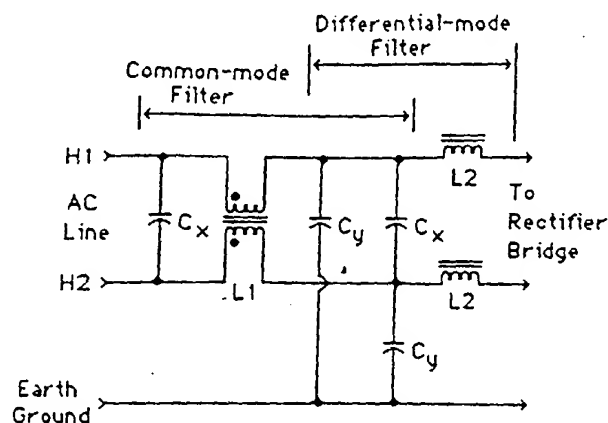 Differential-mode
Filter
Common-mode
Filter
H1
AC
Line
H2
Cx
L1
Cy
Cx
L2
L2
To
Rectifier
Bridge
Cy
Earth
Ground